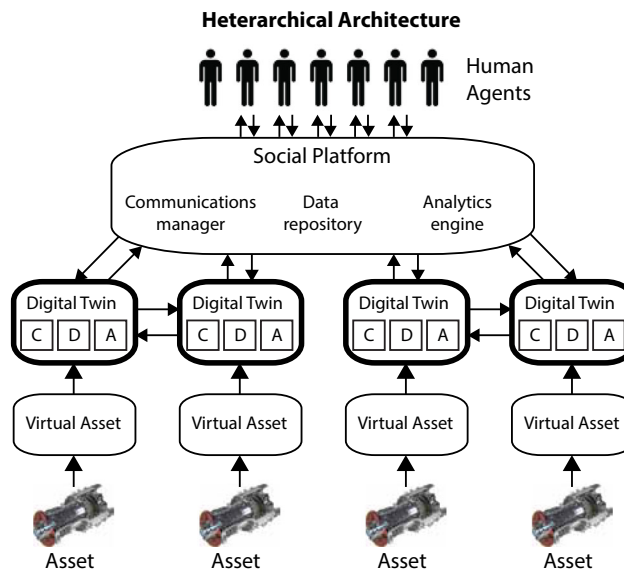 Heterarchical Architecture
Human
Agents
Social Platform
Communications
manager
Data
repository
Analytics
engine
Digital Twin
C D A
Digital Twin
C D A
Digital Twin
C D A
Digital Twin
C D A
Virtual Asset
Virtual Asset
Virtual Asset
Virtual Asset
Asset
Asset
Asset
Asset